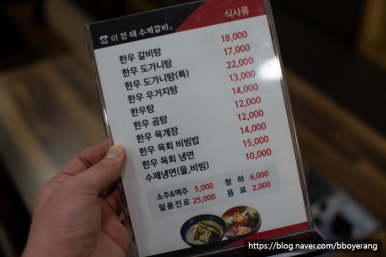 이정태 수제갈비
식사류
한우 갈비탕 18,000
한우 도가니탕 17,000
한우 도가니탕(특) 22,000
한우 우거지탕 13,000
한우탕 14,000
한우 곰탕 12,000
한우 육개장 12,000
한우 육회 비빔밥 14,000
한우 육회 냉면 15,000
수제냉면(물,비빔) 10,000
소주&맥주 5,000 청하 6,000
일품진로 25,000 음료 2,000
https://blog.naver.com/bboyerang